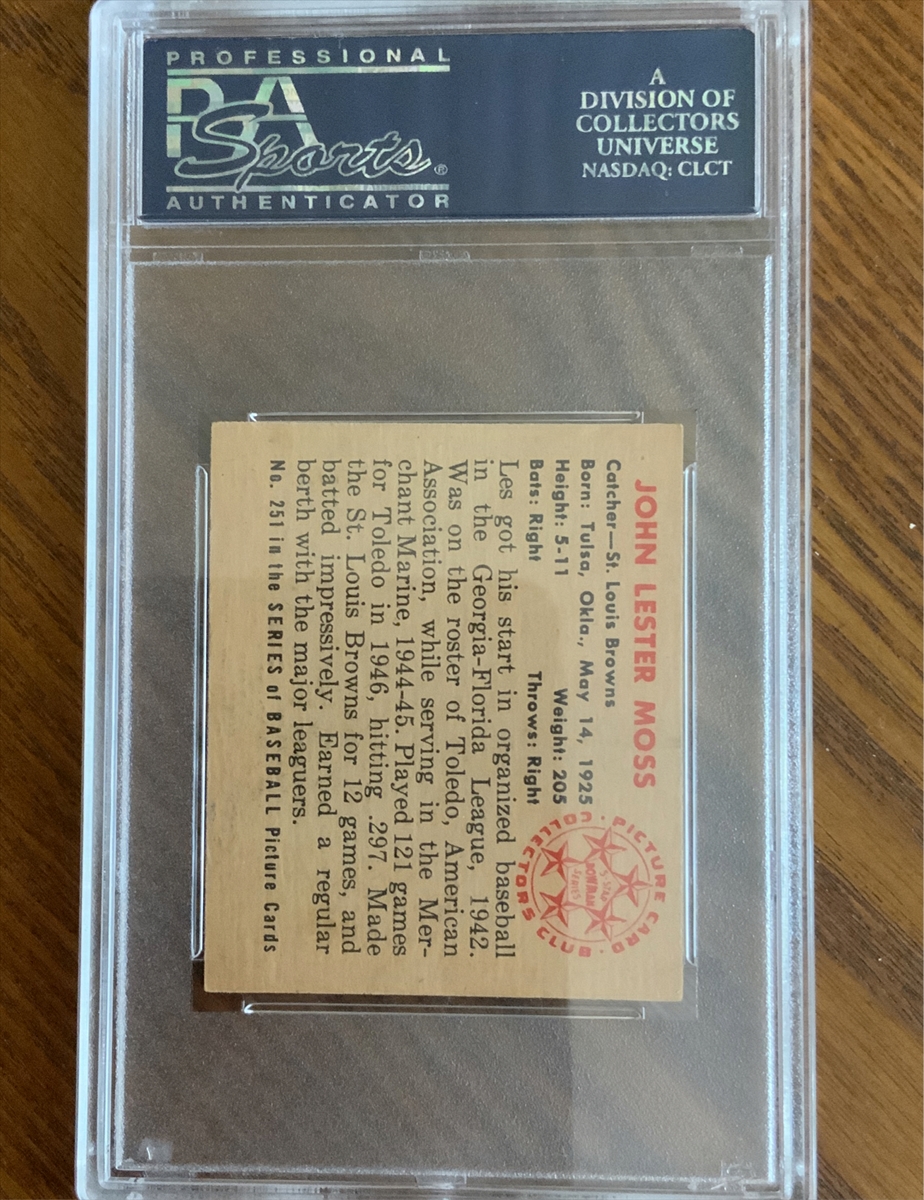 PROFESSIONAL
PSA
Sports®
AUTHENTICATOR
A
DIVISION OF
COLLECTORS
UNIVERSE
NASDAQ: CLCT
JOHN LESTER MOSS
Catcher—St. Louis Browns
Born: Tulsa, Okla., May 14, 1925
Height: 5-11 Weight: 205
Bats: Right Throws: Right
PICTURE CARD · COLLECTORS CLUB ·
5-STAR
BOWMAN
SERIES
Les got his start in organized baseball
in the Georgia-Florida League, 1942.
Was on the roster of Toledo, American
Association, while serving in the Mer-
chant Marine, 1944-45. Played 121 games
for Toledo in 1946, hitting .297. Made
the St. Louis Browns for 12 games, and
batted impressively. Earned a regular
berth with the major leaguers.
No. 251 in the SERIES of BASEBALL Picture Cards